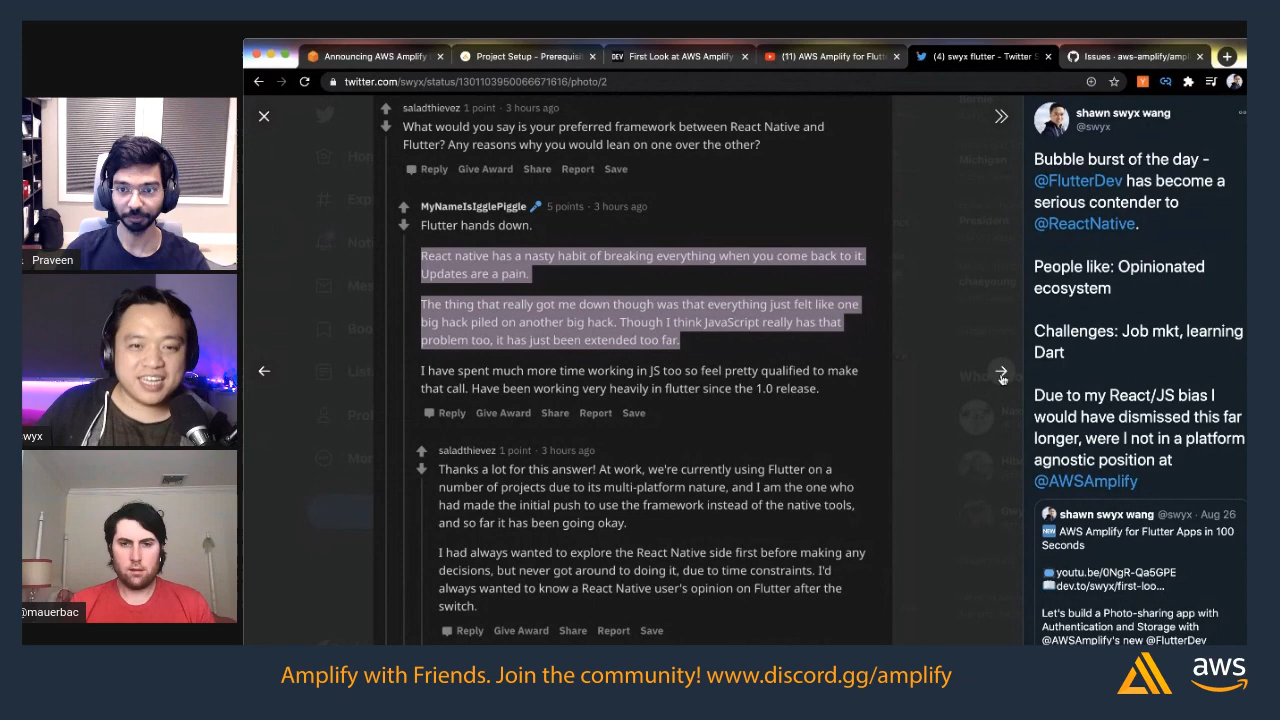 Announcing AWS Amplify
Project Setup - Prerequisi
DEV First Look at AWS Amplify
(11) AWS Amplify for Flutt
(4) swyx flutter - Twitter S
Issues · aws-amplify/ampl
twitter.com/swyx/status/1301103950066671616/photo/2
saladthievez 1 point · 3 hours ago
What would you say is your preferred framework between React Native and
Flutter? Any reasons why you would lean on one over the other?
Reply Give Award Share Report Save
MyNameIsIgglePiggle 5 points · 3 hours ago
Flutter hands down.
React native has a nasty habit of breaking everything when you come back to it.
Updates are a pain.
The thing that really got me down though was that everything just felt like one
big hack piled on another big hack. Though I think JavaScript really has that
problem too, it has just been extended too far.
I have spent much more time working in JS too so feel pretty qualified to make
that call. Have been working very heavily in flutter since the 1.0 release.
Reply Give Award Share Report Save
saladthievez 1 point · 3 hours ago
Thanks a lot for this answer! At work, we're currently using Flutter on a
number of projects due to its multi-platform nature, and I am the one who
had made the initial push to use the framework instead of the native tools,
and so far it has been going okay.
I had always wanted to explore the React Native side first before making any
decisions, but never got around to doing it, due to time constraints. I'd
always wanted to know a React Native user's opinion on Flutter after the
switch.
Reply Give Award Share Report Save
shawn swyx wang
@swyx
Bubble burst of the day -
@FlutterDev has become a
serious contender to
@ReactNative.
People like: Opinionated
ecosystem
Challenges: Job mkt, learning
Dart
Due to my React/JS bias I
would have dismissed this far
longer, were I not in a platform
agnostic position at
@AWSAmplify
shawn swyx wang @swyx · Aug 26
NEW AWS Amplify for Flutter Apps in 100
Seconds
youtu.be/0NgR-Qa5GPE
dev.to/swyx/first-loo...
Let's build a Photo-sharing app with
Authentication and Storage with
@AWSAmplify's new @FlutterDev
Michigan
President
Praveen
wyx
@mauerbac
Amplify with Friends. Join the community! www.discord.gg/amplify
aws